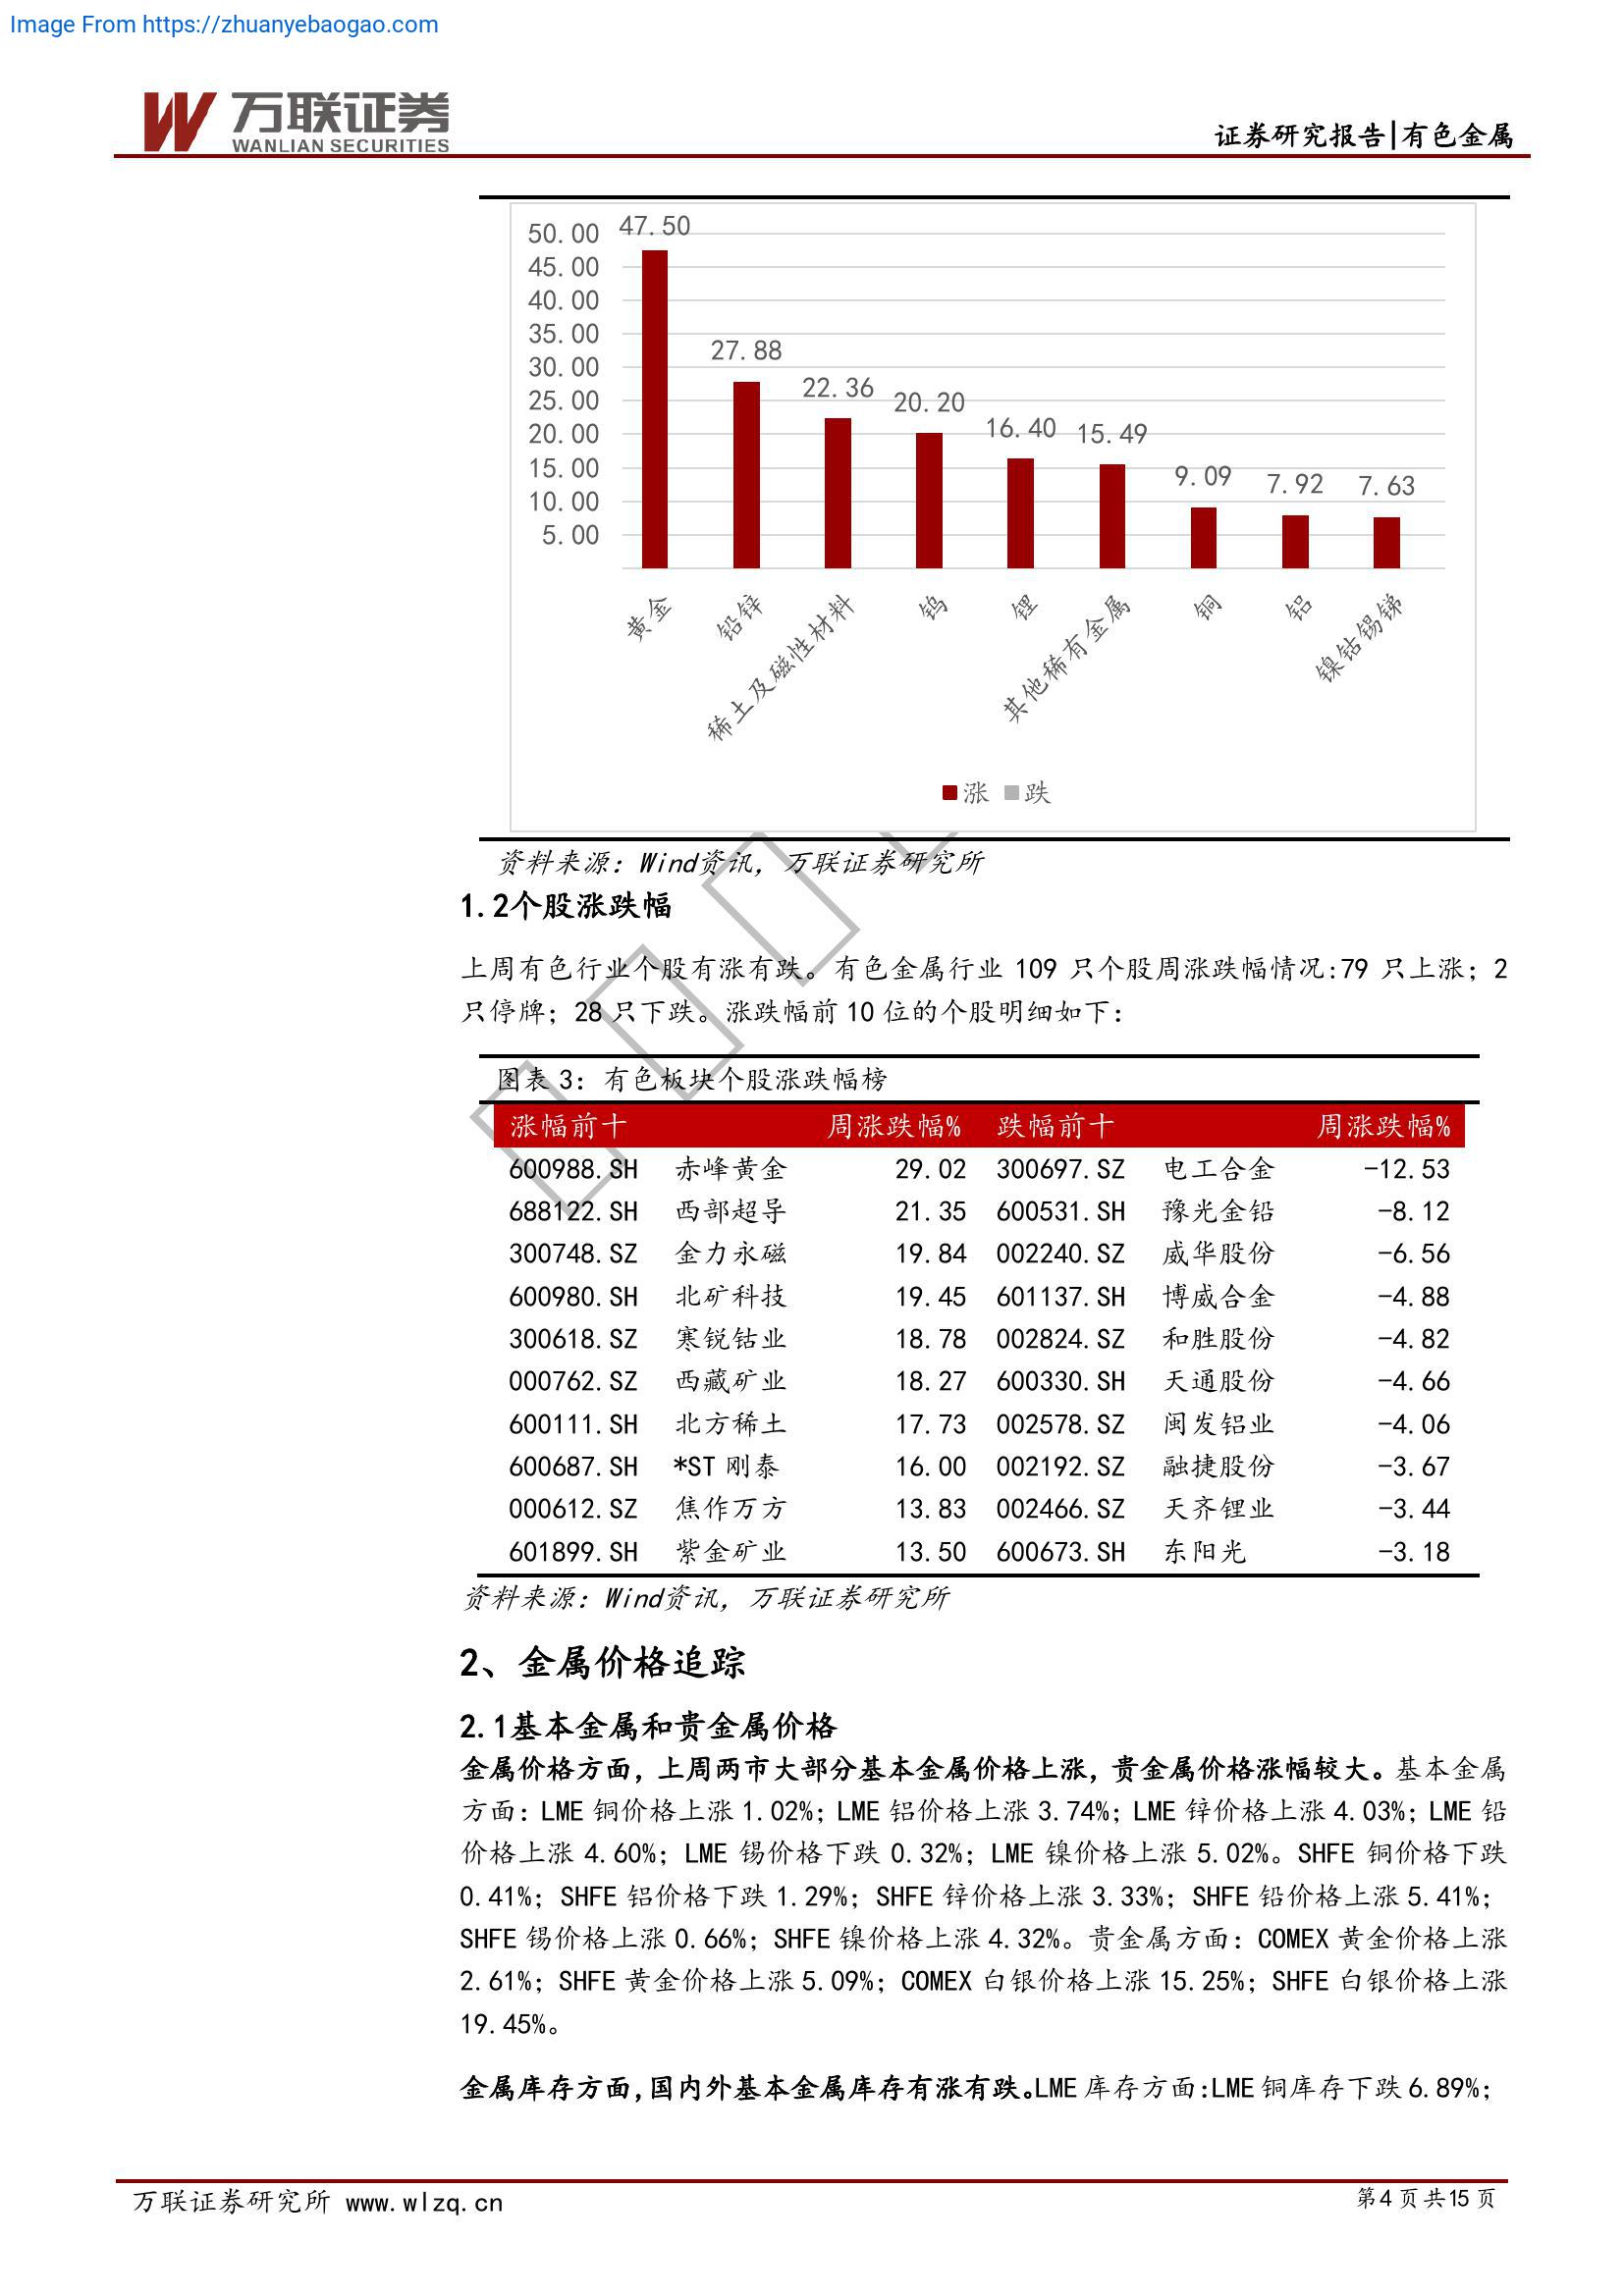 Image From https://zhuanyebaogao.com
万联证券
WANLIAN SECURITIES
证券研究报告|有色金属
50.00
45.00
40.00
35.00
30.00
25.00
20.00
15.00
10.00
5.00
47.50
27.88
22.36
20.20
16.40
15.49
9.09
7.92
7.63
黄金
铅锌
稀土及磁性材料
钨
锂
其他稀有金属
铜
铝
镍钴锡锑
涨 跌
资料来源：Wind资讯，万联证券研究所
1.2个股涨跌幅
上周有色行业个股有涨有跌。有色金属行业 109 只个股周涨跌幅情况:79 只上涨；2
只停牌；28 只下跌。涨跌幅前 10 位的个股明细如下：
图表 3：有色板块个股涨跌幅榜
涨幅前十 周涨跌幅% 跌幅前十 周涨跌幅%
600988.SH 赤峰黄金 29.02 300697.SZ 电工合金 -12.53
688122.SH 西部超导 21.35 600531.SH 豫光金铅 -8.12
300748.SZ 金力永磁 19.84 002240.SZ 威华股份 -6.56
600980.SH 北矿科技 19.45 601137.SH 博威合金 -4.88
300618.SZ 寒锐钴业 18.78 002824.SZ 和胜股份 -4.82
000762.SZ 西藏矿业 18.27 600330.SH 天通股份 -4.66
600111.SH 北方稀土 17.73 002578.SZ 闽发铝业 -4.06
600687.SH *ST 刚泰 16.00 002192.SZ 融捷股份 -3.67
000612.SZ 焦作万方 13.83 002466.SZ 天齐锂业 -3.44
601899.SH 紫金矿业 13.50 600673.SH 东阳光 -3.18
资料来源：Wind资讯，万联证券研究所
2、金属价格追踪
2.1基本金属和贵金属价格
金属价格方面，上周两市大部分基本金属价格上涨，贵金属价格涨幅较大。基本金属
方面：LME 铜价格上涨 1.02%；LME 铝价格上涨 3.74%；LME 锌价格上涨 4.03%；LME 铅
价格上涨 4.60%；LME 锡价格下跌 0.32%；LME 镍价格上涨 5.02%。SHFE 铜价格下跌
0.41%；SHFE 铝价格下跌 1.29%；SHFE 锌价格上涨 3.33%；SHFE 铅价格上涨 5.41%；
SHFE 锡价格上涨 0.66%；SHFE 镍价格上涨 4.32%。贵金属方面：COMEX 黄金价格上涨
2.61%；SHFE 黄金价格上涨 5.09%；COMEX 白银价格上涨 15.25%；SHFE 白银价格上涨
19.45%。
金属库存方面，国内外基本金属库存有涨有跌。LME 库存方面:LME 铜库存下跌 6.89%；
万联证券研究所 www.wlzq.cn
第 4 页 共 15 页